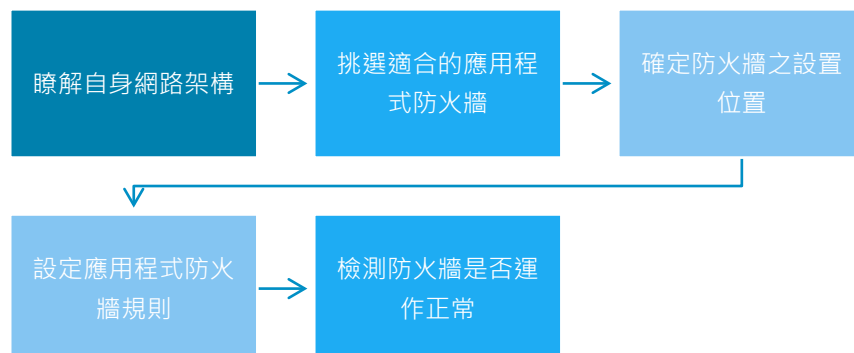 瞭解自身網路架構
挑選適合的應用程
式防火牆
確定防火牆之設置
位置
設定應用程式防火
牆規則
檢測防火牆是否運
作正常